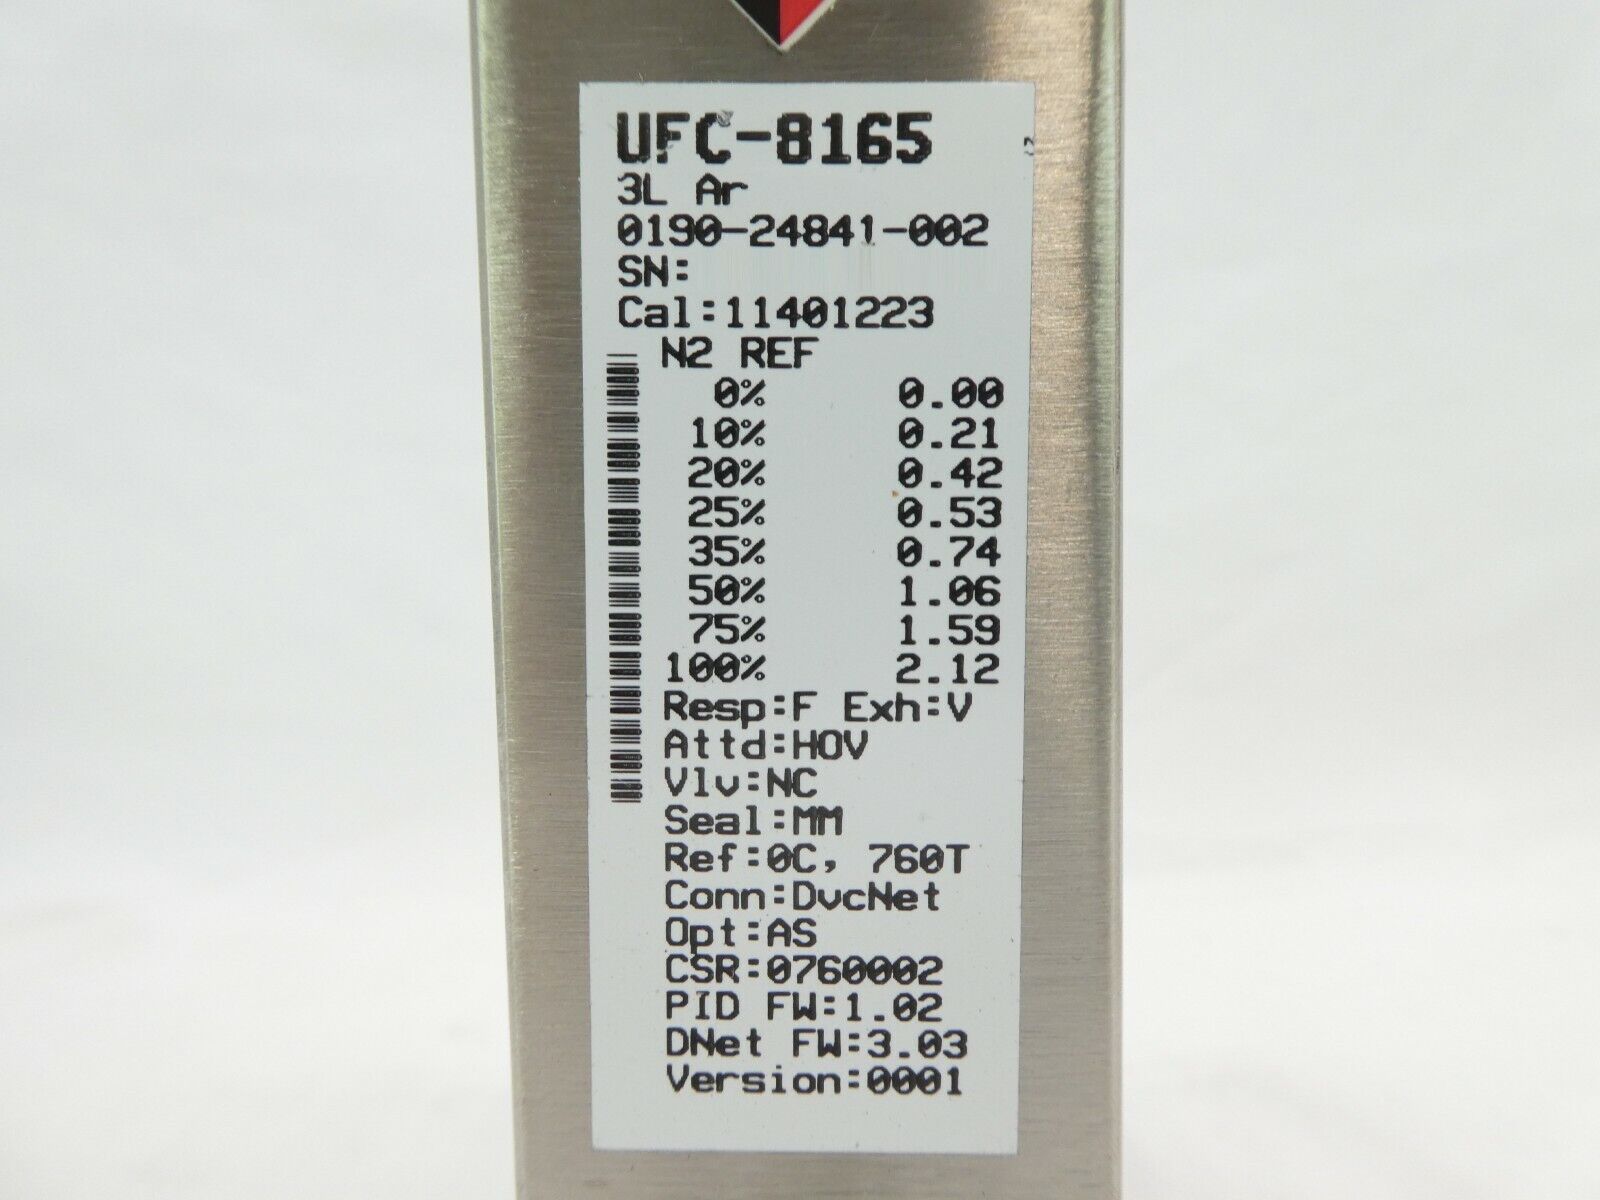 UFC-8165
3L Ar
0190-24841-002
SN:
Cal:11401223
N2 REF
0% 0.00
10% 0.21
20% 0.42
25% 0.53
35% 0.74
50% 1.06
75% 1.59
100% 2.12
Resp:F Exh:V
Attd:HOV
Vlv:NC
Seal:MM
Ref:0C, 760T
Conn:DvcNet
Opt:AS
CSR:0760002
PID FW:1.02
DNet FW:3.03
Version:0001